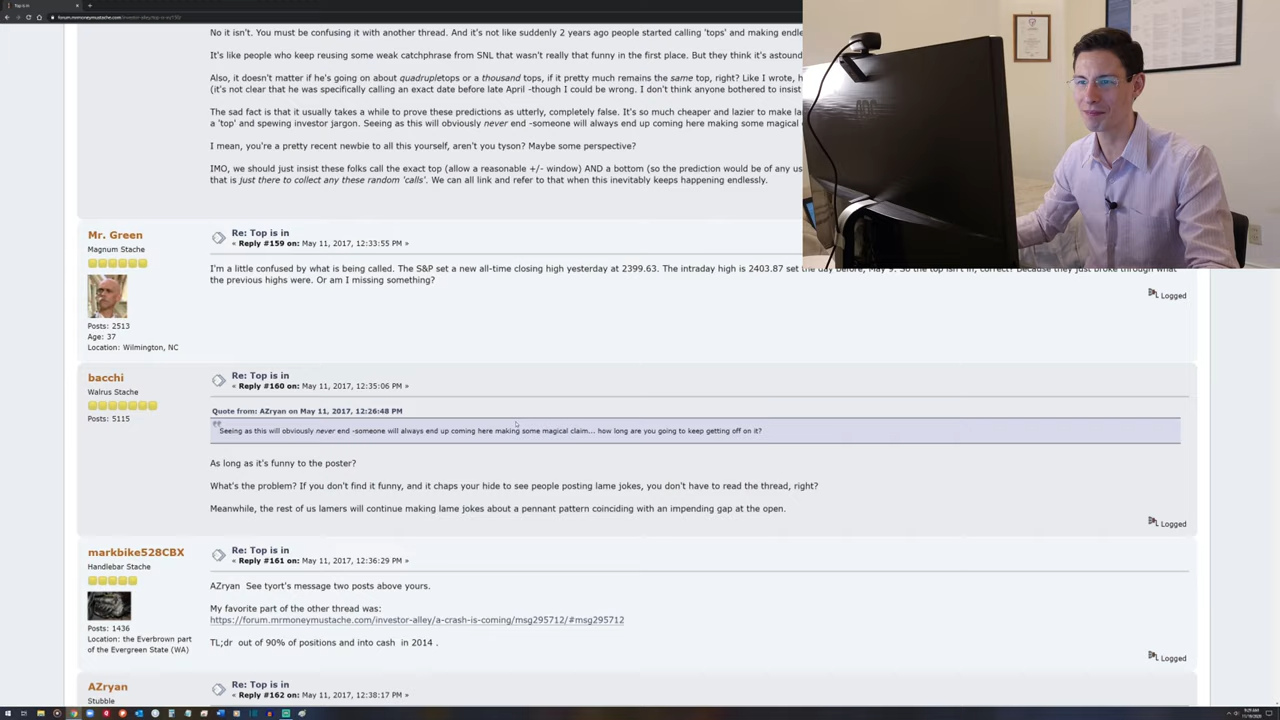 Top is in
forum.mrmoneymustache.com/investor-alley/top-is-in/150/
No it isn't. You must be confusing it with another thread. And it's not like suddenly 2 years ago people started calling 'tops' and making endle
It's like people who keep reusing some weak catchphrase from SNL that wasn't really that funny in the first place. But they think it's astound
Also, it doesn't matter if he's going on about quadrupletops or a thousand tops, if it pretty much remains the same top, right? Like I wrote, h
(it's not clear that he was specifically calling an exact date before late April -though I could be wrong. I don't think anyone bothered to insist
The sad fact is that it usually takes a while to prove these predictions as utterly, completely false. It's so much cheaper and lazier to make la
a 'top' and spewing investor jargon. Seeing as this will obviously never end -someone will always end up coming here making some magical
I mean, you're a pretty recent newbie to all this yourself, aren't you tyson? Maybe some perspective?
IMO, we should just insist these folks call the exact top (allow a reasonable +/- window) AND a bottom (so the prediction would be of any us
that is just there to collect any these random 'calls'. We can all link and refer to that when this inevitably keeps happening endlessly.
Mr. Green
Magnum Stache
Posts: 2513
Age: 37
Location: Wilmington, NC
Re: Top is in
« Reply #159 on: May 11, 2017, 12:33:55 PM »
I'm a little confused by what is being called. The S&P set a new all-time closing high yesterday at 2399.63. The intraday high is 2403.87 set the day before, May 9. So the top isn't in, correct? Because they just broke through what
the previous highs were. Or am I missing something?
Logged
bacchi
Walrus Stache
Posts: 5115
Re: Top is in
« Reply #160 on: May 11, 2017, 12:35:06 PM »
Quote from: AZryan on May 11, 2017, 12:26:48 PM
Seeing as this will obviously never end -someone will always end up coming here making some magical claim... how long are you going to keep getting off on it?
As long as it's funny to the poster?
What's the problem? If you don't find it funny, and it chaps your hide to see people posting lame jokes, you don't have to read the thread, right?
Meanwhile, the rest of us lamers will continue making lame jokes about a pennant pattern coinciding with an impending gap at the open.
Logged
markbike528CBX
Handlebar Stache
Posts: 1436
Location: the Everbrown part
of the Evergreen State (WA)
Re: Top is in
« Reply #161 on: May 11, 2017, 12:36:29 PM »
AZryan See tyort's message two posts above yours.
My favorite part of the other thread was:
https://forum.mrmoneymustache.com/investor-alley/a-crash-is-coming/msg295712/#msg295712
TL;dr out of 90% of positions and into cash in 2014 .
Logged
AZryan
Stubble
Re: Top is in
« Reply #162 on: May 11, 2017, 12:38:17 PM »